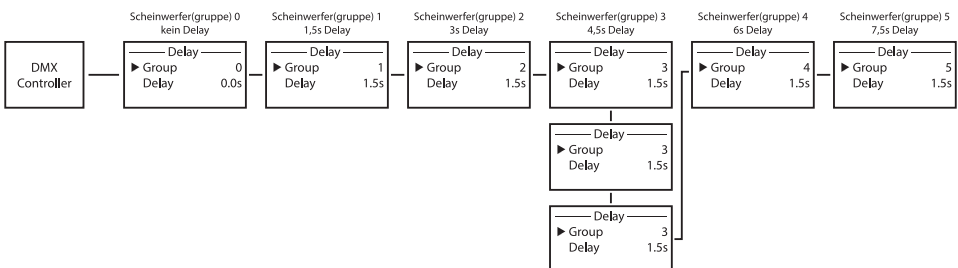 Scheinwerfer(gruppe) 0
kein Delay
Scheinwerfer(gruppe) 1
1,5s Delay
Scheinwerfer(gruppe) 2
3s Delay
Scheinwerfer(gruppe) 3
4,5s Delay
Scheinwerfer(gruppe) 4
6s Delay
Scheinwerfer(gruppe) 5
7,5s Delay
DMX
Controller
Delay
▶ Group 0
Delay 0.0s
Delay
▶ Group 1
Delay 1.5s
Delay
▶ Group 2
Delay 1.5s
Delay
▶ Group 3
Delay 1.5s
Delay
▶ Group 4
Delay 1.5s
Delay
▶ Group 5
Delay 1.5s
Delay
▶ Group 3
Delay 1.5s
Delay
▶ Group 3
Delay 1.5s